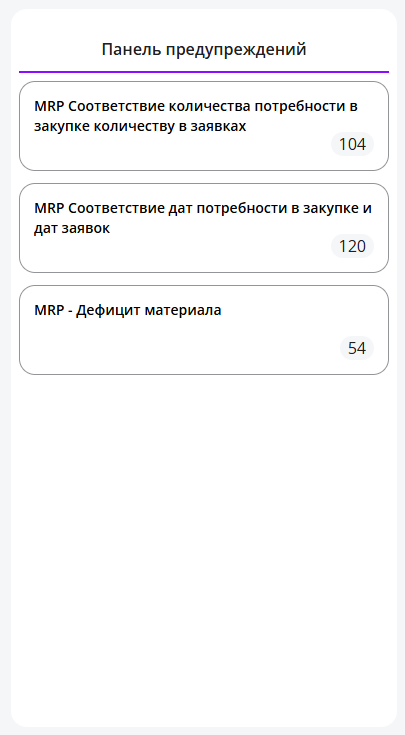 Панель предупреждений
MRP Соответствие количества потребности в
закупке количеству в заявках
104
MRP Соответствие дат потребности в закупке и
дат заявок
120
MRP - Дефицит материала
54